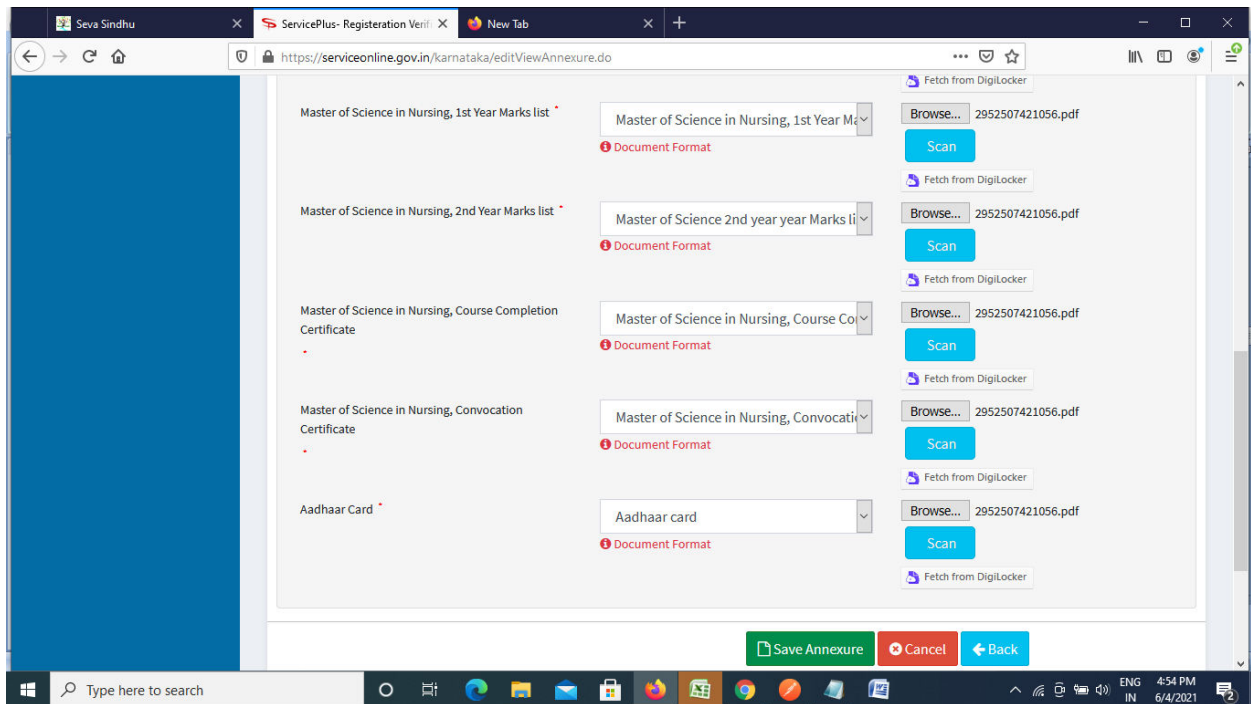 Seva Sindhu
ServicePlus- Registeration Verifi
New Tab
https://serviceonline.gov.in/karnataka/editViewAnnexure.do
Fetch from DigiLocker
Master of Science in Nursing, 1st Year Marks list *
Master of Science in Nursing, 1st Year Ma
Browse... 2952507421056.pdf
Document Format
Scan
Fetch from DigiLocker
Master of Science in Nursing, 2nd Year Marks list *
Master of Science 2nd year year Marks li
Browse... 2952507421056.pdf
Document Format
Scan
Fetch from DigiLocker
Master of Science in Nursing, Course Completion
Certificate
*
Master of Science in Nursing, Course Co
Browse... 2952507421056.pdf
Document Format
Scan
Fetch from DigiLocker
Master of Science in Nursing, Convocation
Certificate
*
Master of Science in Nursing, Convocati
Browse... 2952507421056.pdf
Document Format
Scan
Fetch from DigiLocker
Aadhaar Card *
Aadhaar card
Browse... 2952507421056.pdf
Document Format
Scan
Fetch from DigiLocker
Save Annexure
Cancel
Back
Type here to search
ENG
IN
4:54 PM
6/4/2021
2